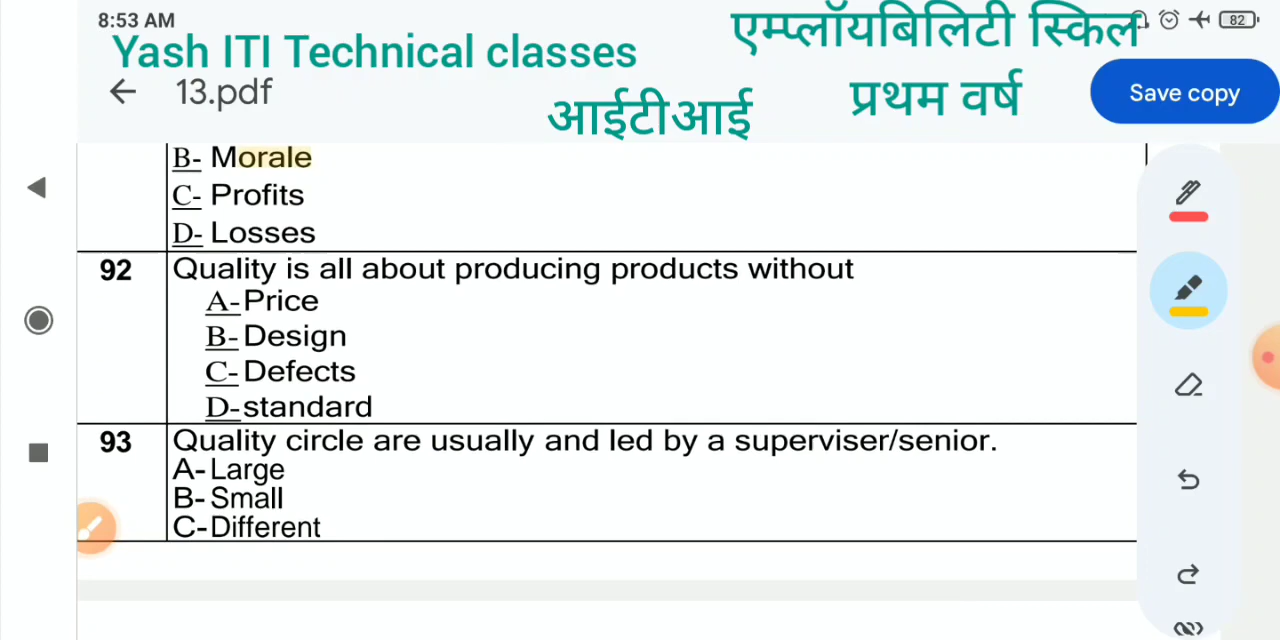 8:53 AM
82
Yash ITI Technical classes
एम्प्लॉयबिलिटी स्किल
13.pdf
आईटीआई
प्रथम वर्ष
Save copy
B- Morale
C- Profits
D- Losses
92 Quality is all about producing products without
A-Price
B-Design
C-Defects
D-standard
93 Quality circle are usually and led by a superviser/senior.
A-Large
B-Small
C-Different